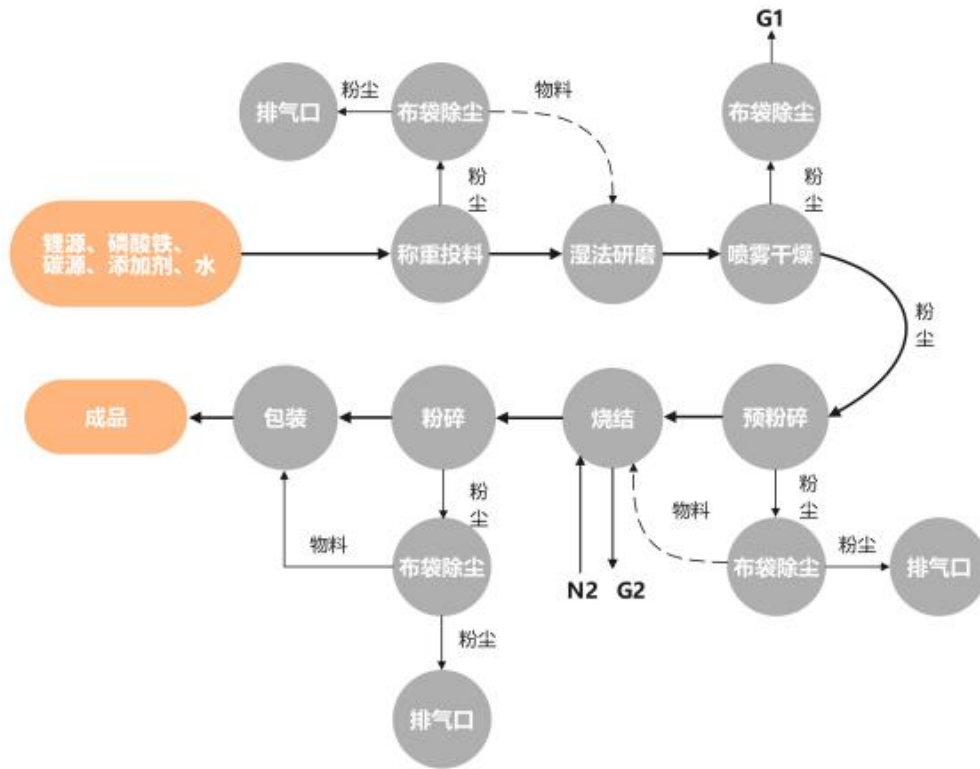 G1
粉尘
物料
排气口
布袋除尘
布袋除尘
粉
尘
粉
尘
锂源、磷酸铁、
碳源、添加剂、水
称重投料
湿法研磨
喷雾干燥
粉
尘
成品
包装
粉碎
烧结
预粉碎
粉
尘
物料
粉
尘
物料
布袋除尘
N2
G2
布袋除尘
粉尘
排气口
粉尘
排气口